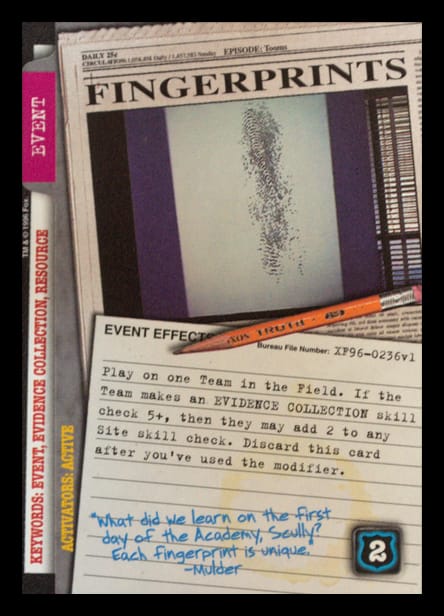 DAILY 25¢
CIRCULATION: 1,058,451 Daily / 1,457,583 Sunday
EPISODE: Tooms
FINGERPRINTS
EVENT
TM & © 1996 Fox
KEYWORDS: EVENT, EVIDENCE COLLECTION, RESOURCE
ACTIVATORS: ACTIVE
TRUTH
EVENT EFFECTS
Bureau File Number: XF96-0236v1
Play on one Team in the Field. If the
Team makes an EVIDENCE COLLECTION skill
check 5+, then they may add 2 to any
Site skill check. Discard this card
after you've used the modifier.
"What did we learn on the first
day of the Academy, Scully?
Each fingerprint is unique."
-Mulder
2